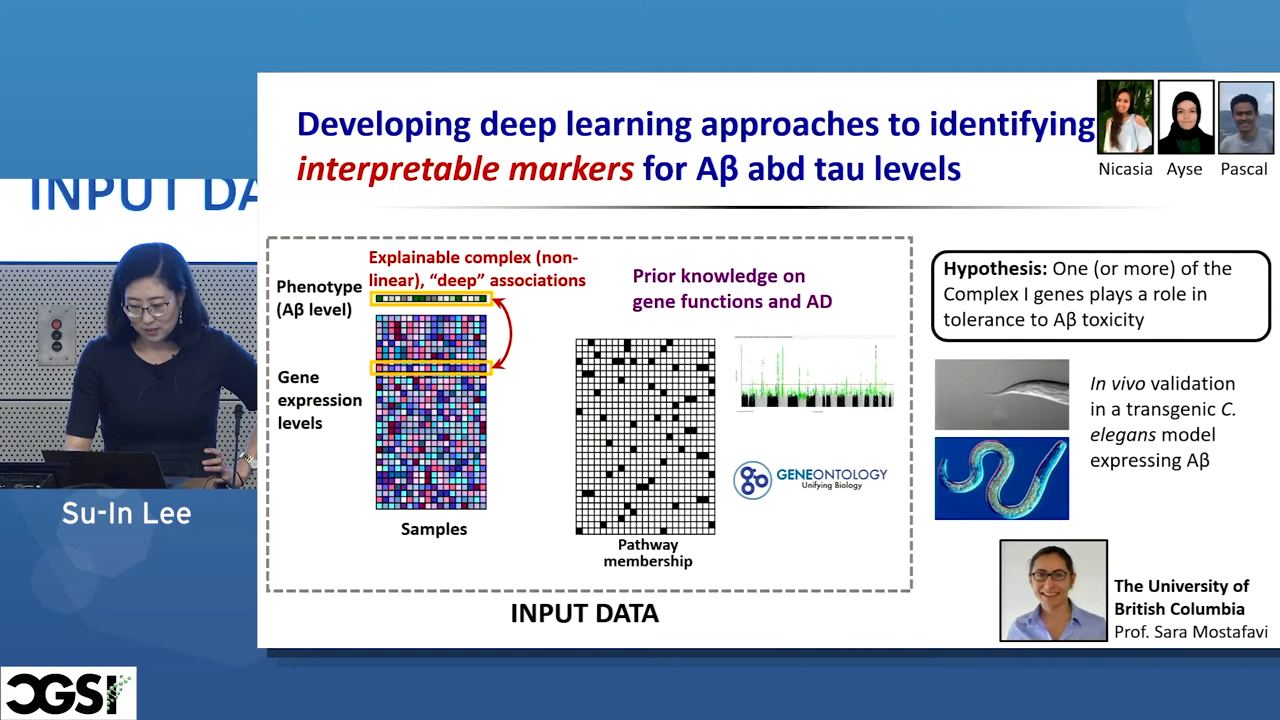 Developing deep learning approaches to identifying
interpretable markers for Aβ abd tau levels
Nicasia Ayse Pascal
INPUT DA
Explainable complex (non-
linear), “deep” associations
Phenotype
(Aβ level)
Gene
expression
levels
Samples
Prior knowledge on
gene functions and AD
Pathway
membership
GENEONTOLOGY
Unifying Biology
INPUT DATA
Hypothesis: One (or more) of the
Complex I genes plays a role in
tolerance to Aβ toxicity
In vivo validation
in a transgenic C.
elegans model
expressing Aβ
The University of
British Columbia
Prof. Sara Mostafavi
Su-In Lee
CGSI